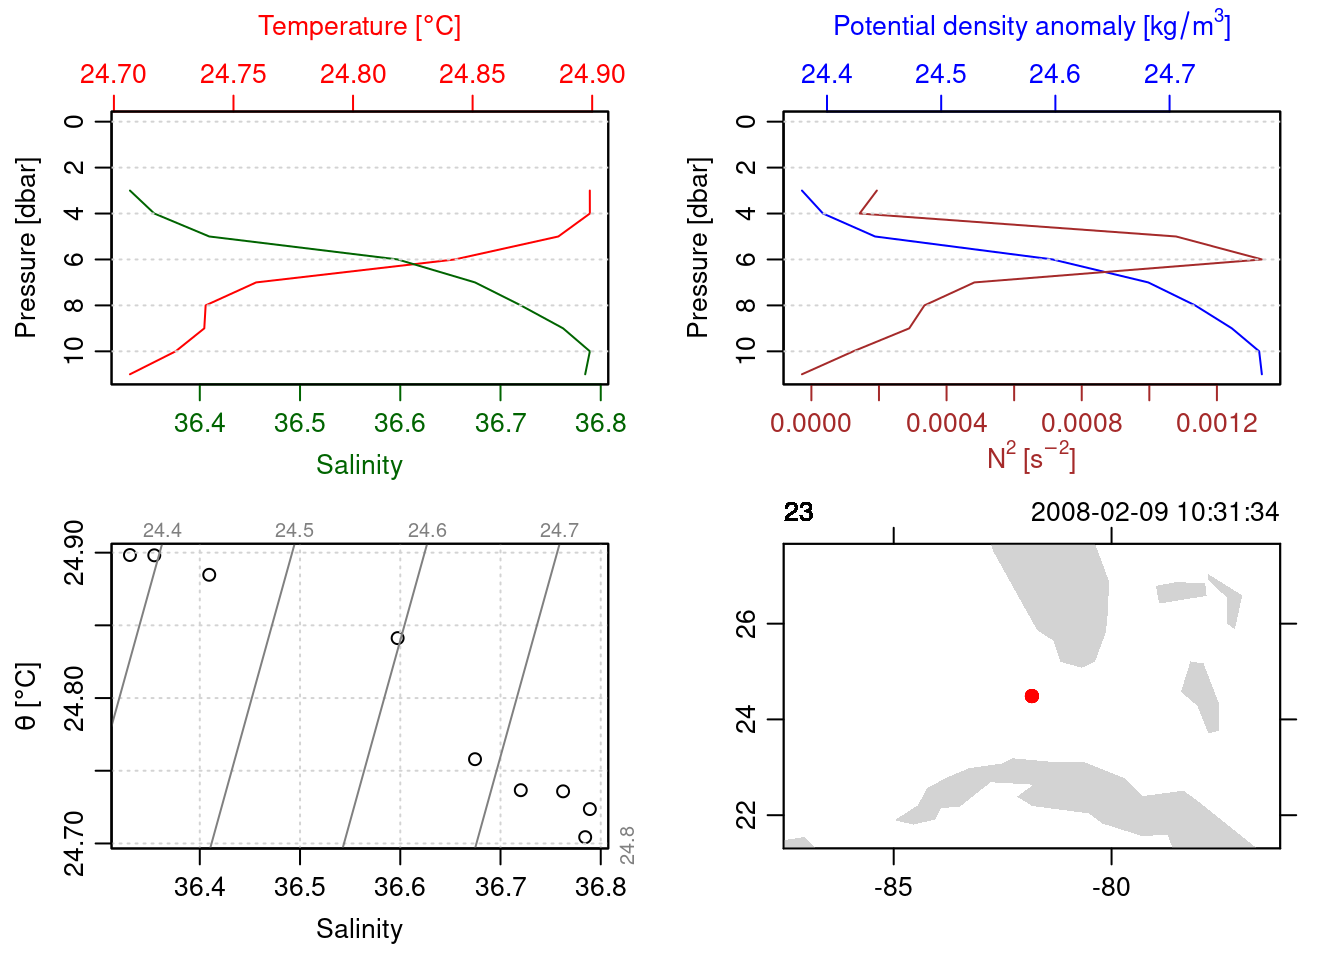 Temperature [°C]
24.70 24.75 24.80 24.85 24.90
0 2 4 6 8 10
Pressure [dbar]
36.4 36.5 36.6 36.7 36.8
Salinity
Potential density anomaly [kg/m³]
24.4 24.5 24.6 24.7
0 2 4 6 8 10
Pressure [dbar]
0.0000 0.0004 0.0008 0.0012
N² [s⁻²]
24.4 24.5 24.6 24.7
24.8
24.70 24.80 24.90
θ [°C]
36.4 36.5 36.6 36.7 36.8
Salinity
23 2008-02-09 10:31:34
22 24 26
-85 -80